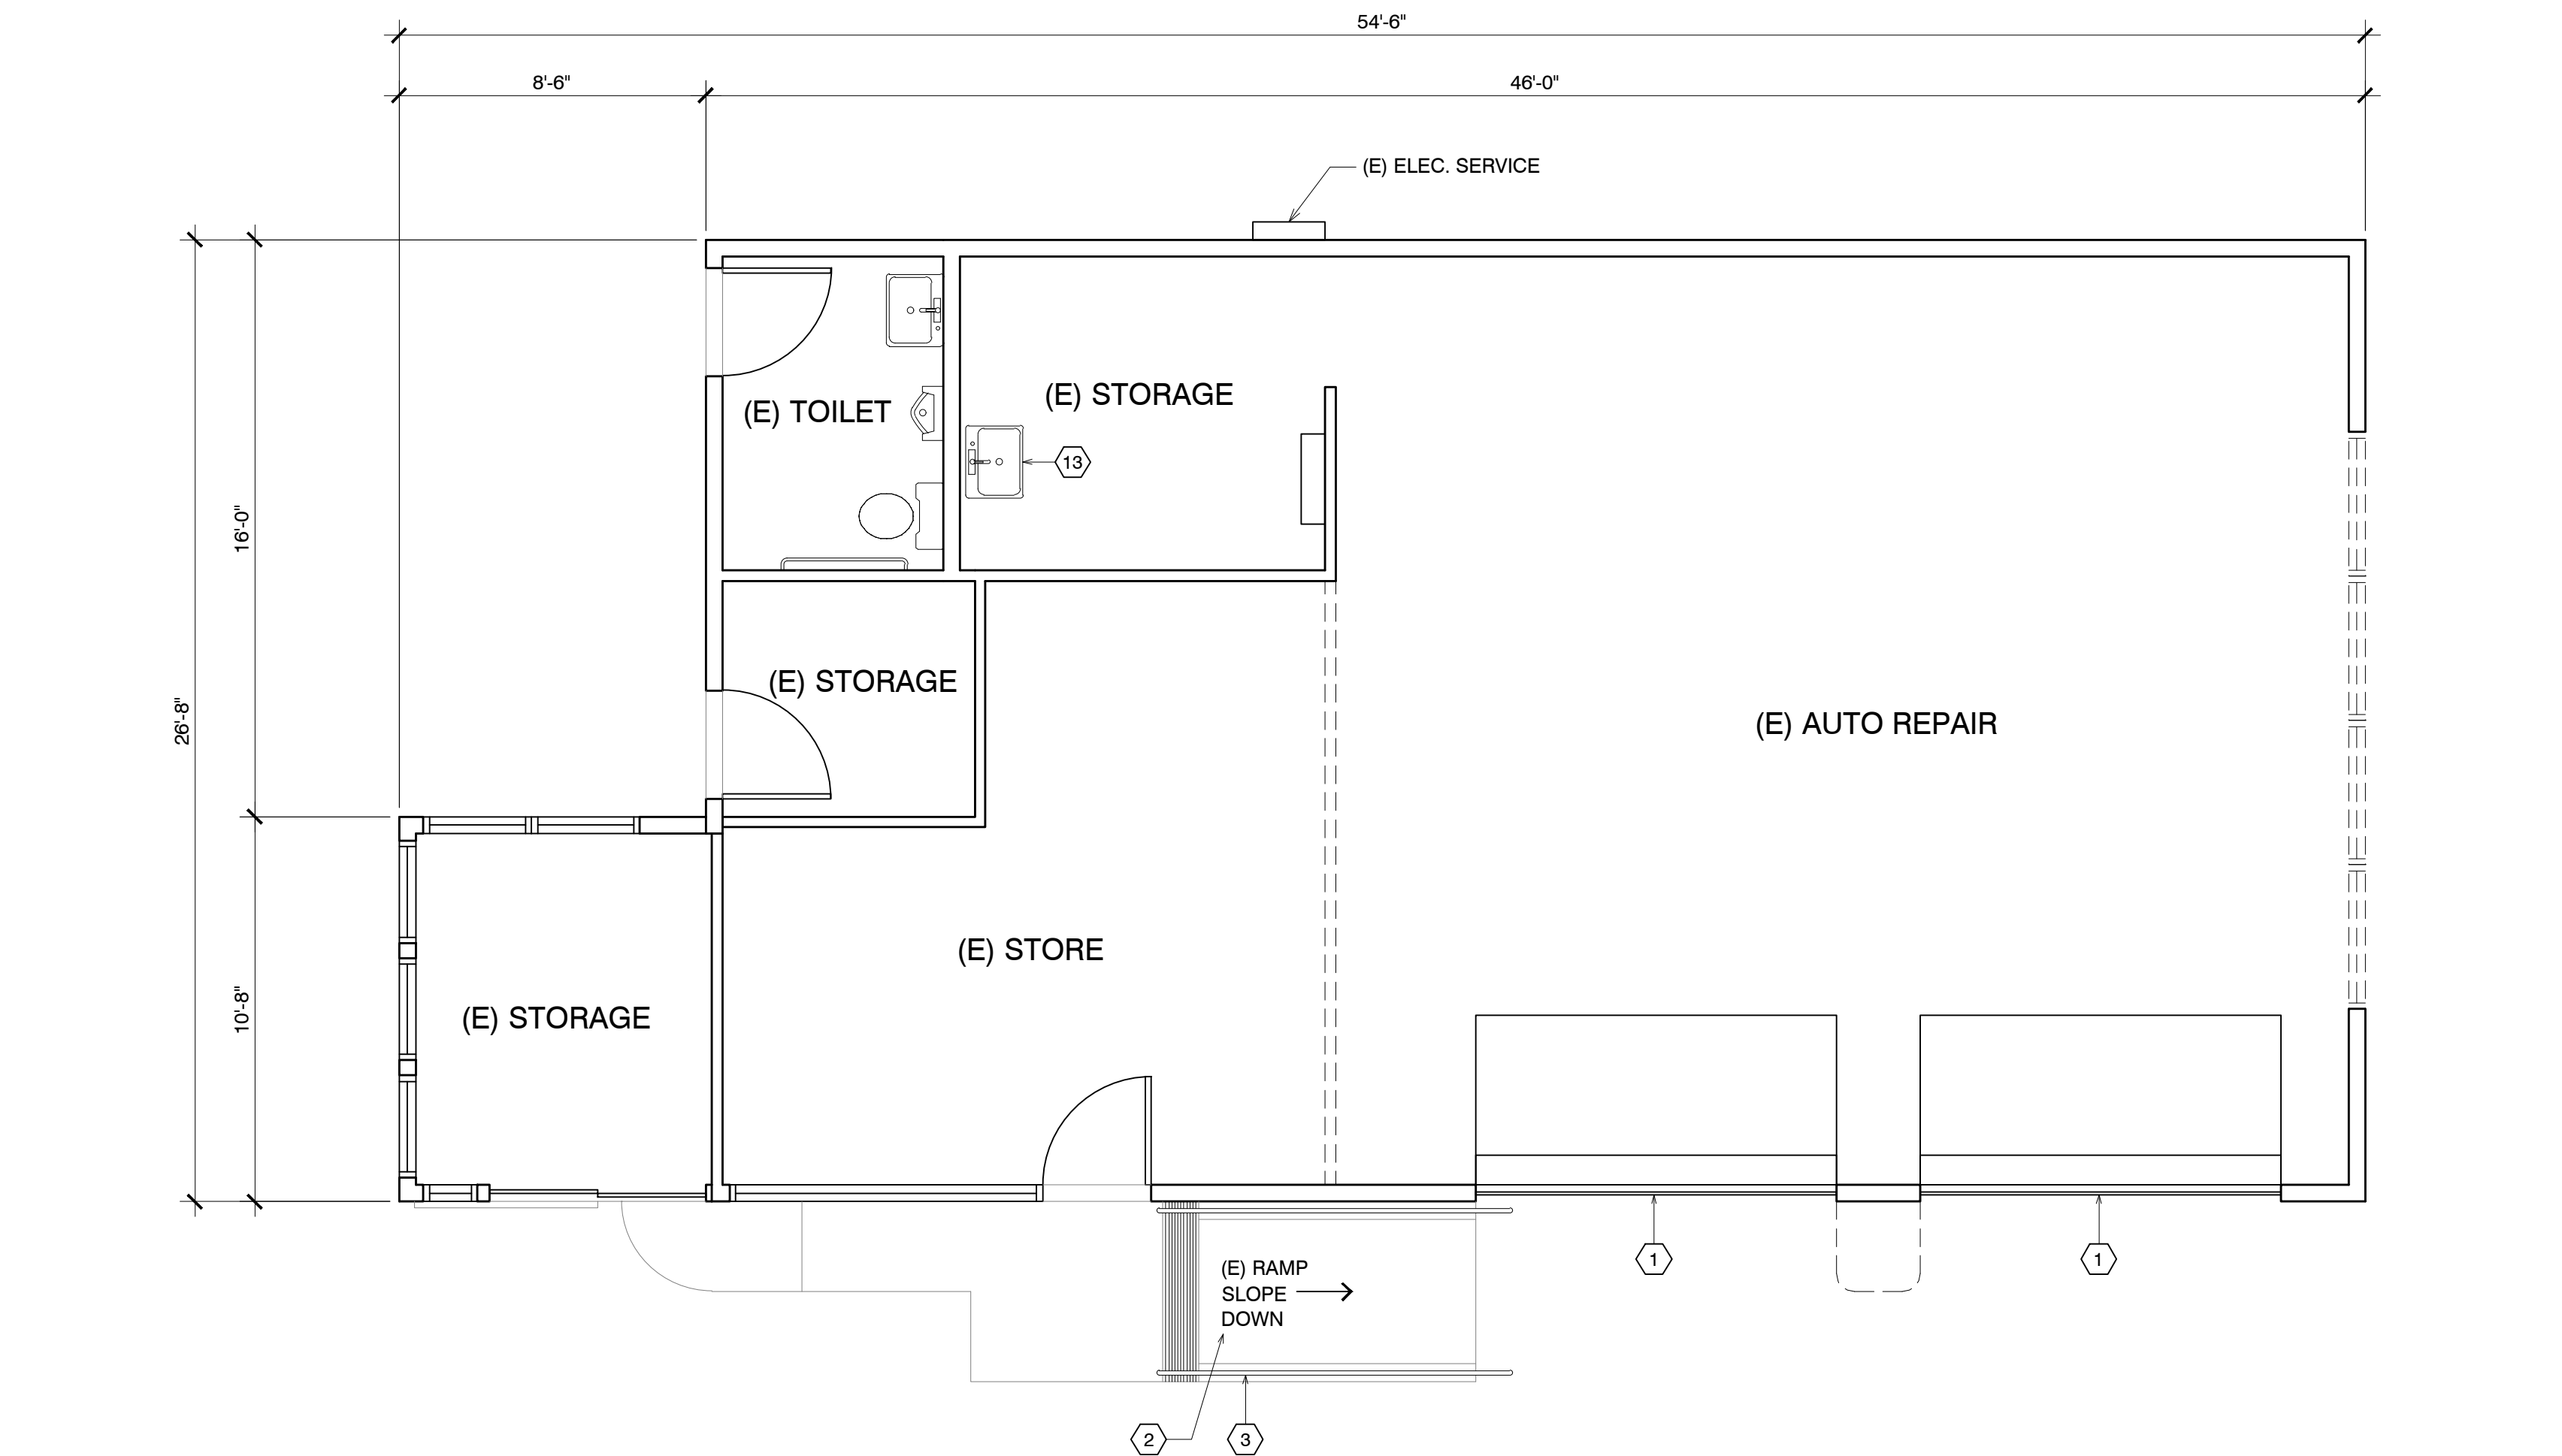 54'-6"
8'-6"
46'-0"
(E) ELEC. SERVICE
(E) STORAGE
(E) TOILET
13
16'-0"
(E) STORAGE
26'-8"
(E) AUTO REPAIR
(E) STORE
10'-8"
(E) STORAGE
1
1
(E) RAMP
SLOPE
DOWN
2
3